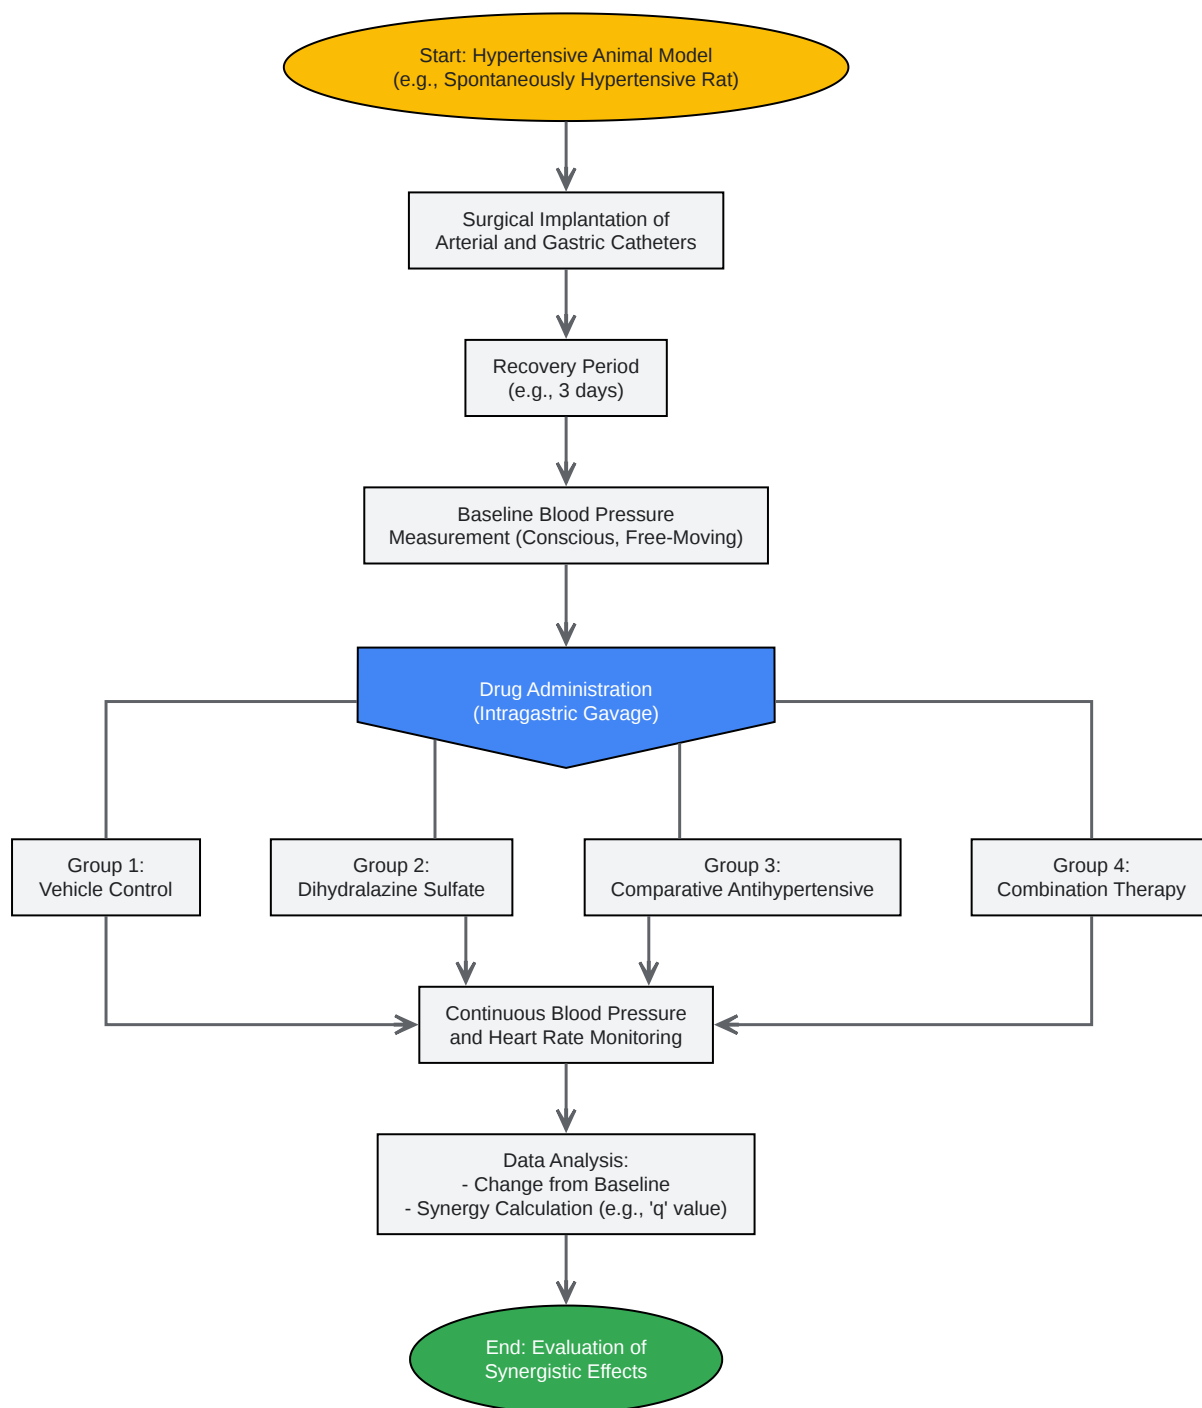 Start: Hypertensive Animal Model
(e.g., Spontaneously Hypertensive Rat)
Surgical Implantation of
Arterial and Gastric Catheters
Recovery Period
(e.g., 3 days)
Baseline Blood Pressure
Measurement (Conscious, Free-Moving)
Drug Administration
(Intragastric Gavage)
Group 1:
Vehicle Control
Group 2:
Dihydralazine Sulfate
Group 3:
Comparative Antihypertensive
Group 4:
Combination Therapy
Continuous Blood Pressure
and Heart Rate Monitoring
Data Analysis:
- Change from Baseline
- Synergy Calculation (e.g., 'q' value)
End: Evaluation of
Synergistic Effects